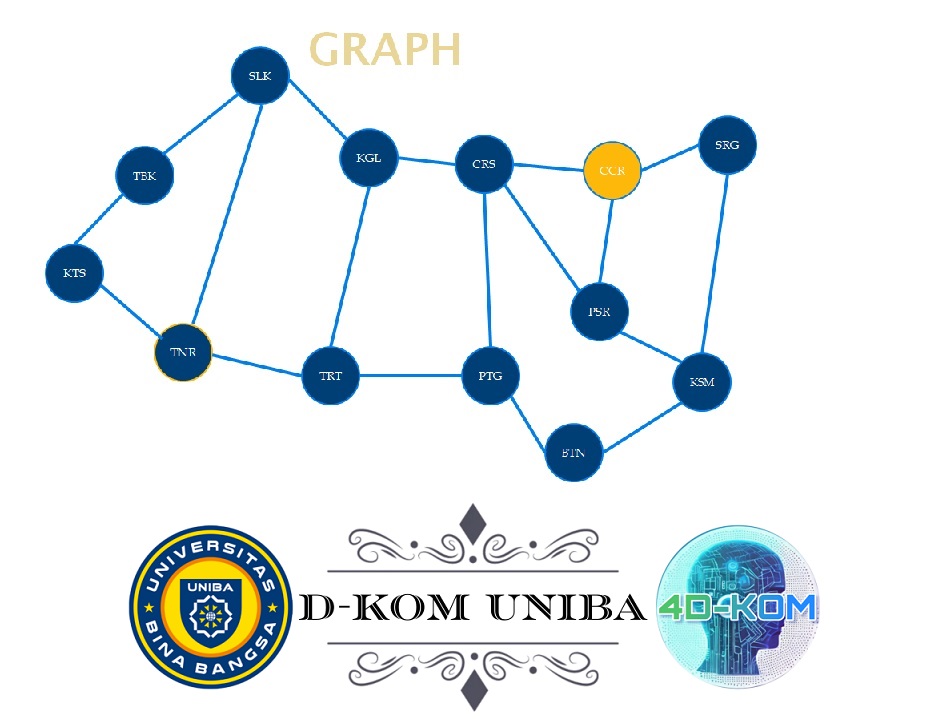 GRAPH
SLK
KGL
CRS
CCR
SRG
TBK
KTS
PSR
TNR
TRT
PTG
KSM
BTN
UNIVERSITAS
UNIBA
BINA BANGSA
D-KOM UNIBA
4D-KOM